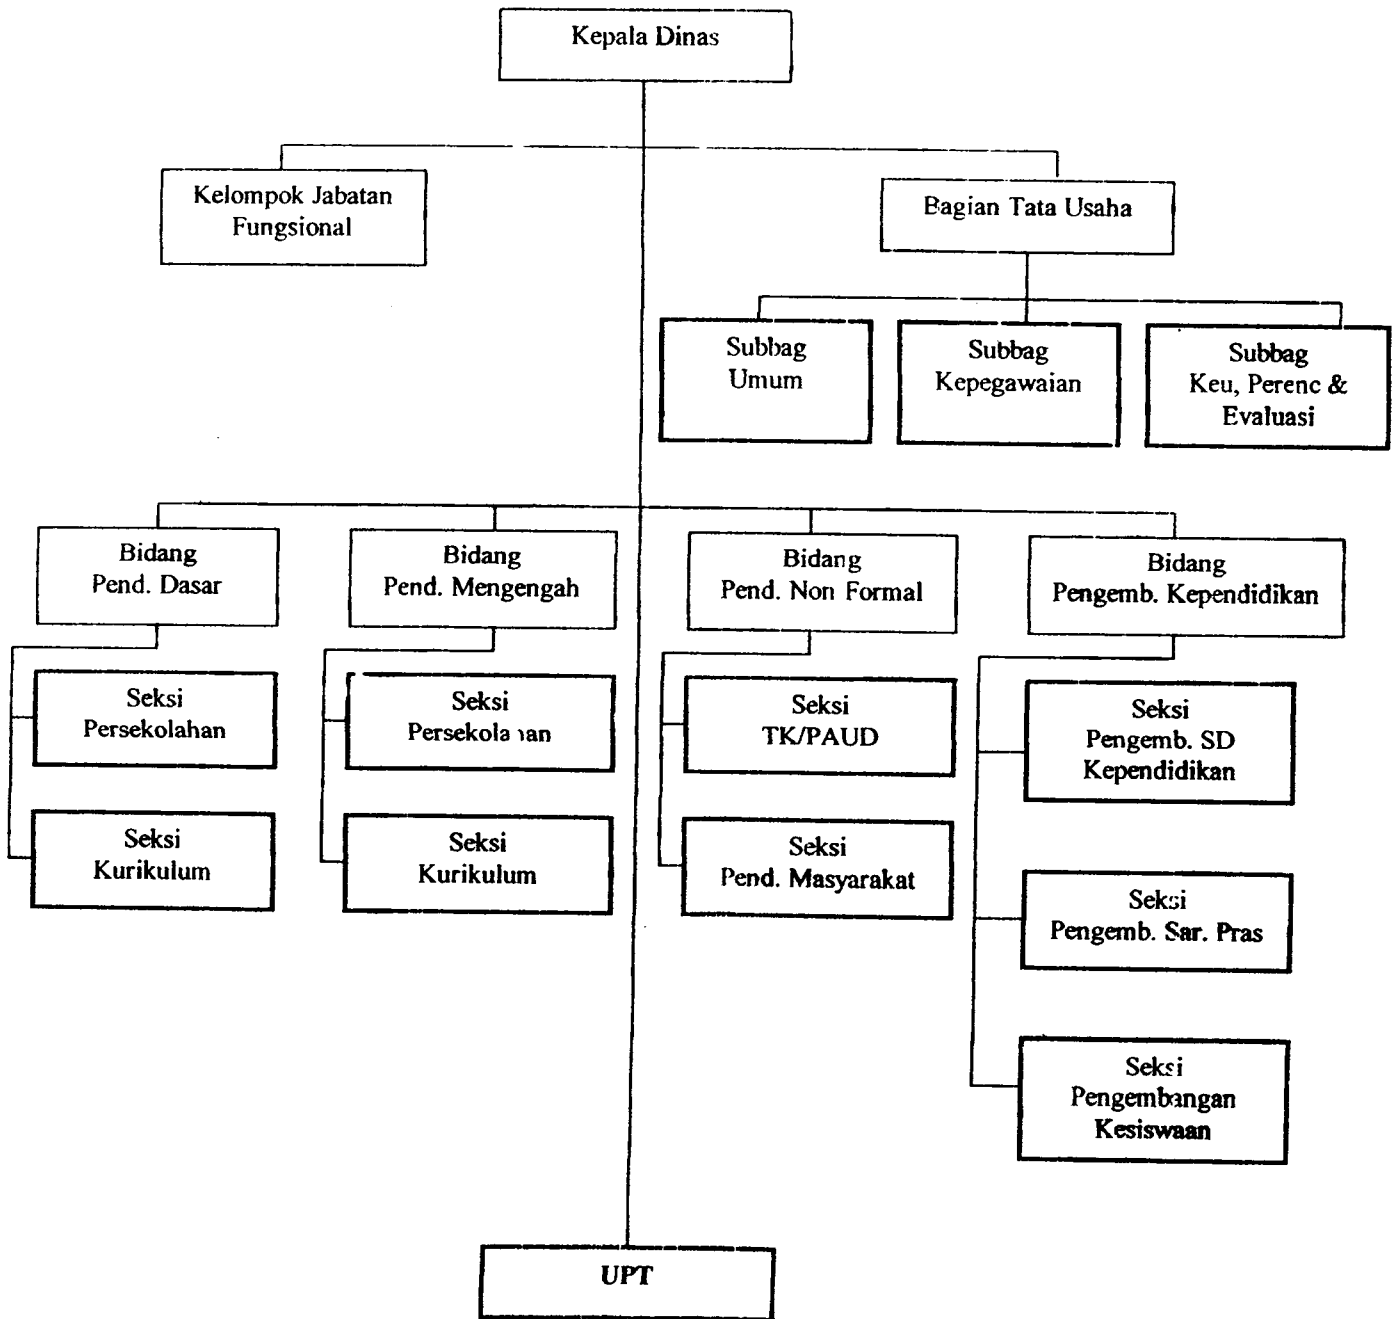 Kepala Dinas
Kelompok Jabatan
Fungsional
Bagian Tata Usaha
Subbag
Umum
Subbag
Kepegawaian
Subbag
Keu, Perenc &
Evaluasi
Bidang
Pend. Dasar
Bidang
Pend. Mengengah
Bidang
Pend. Non Formal
Bidang
Pengemb. Kependidikan
Seksi
Persekolahan
Seksi
Persekolahan
Seksi
TK/PAUD
Seksi
Pengemb. SD
Kependidikan
Seksi
Kurikulum
Seksi
Kurikulum
Seksi
Pend. Masyarakat
Seksi
Pengemb. Sar. Pras
Seksi
Pengembangan
Kesiswaan
UPT